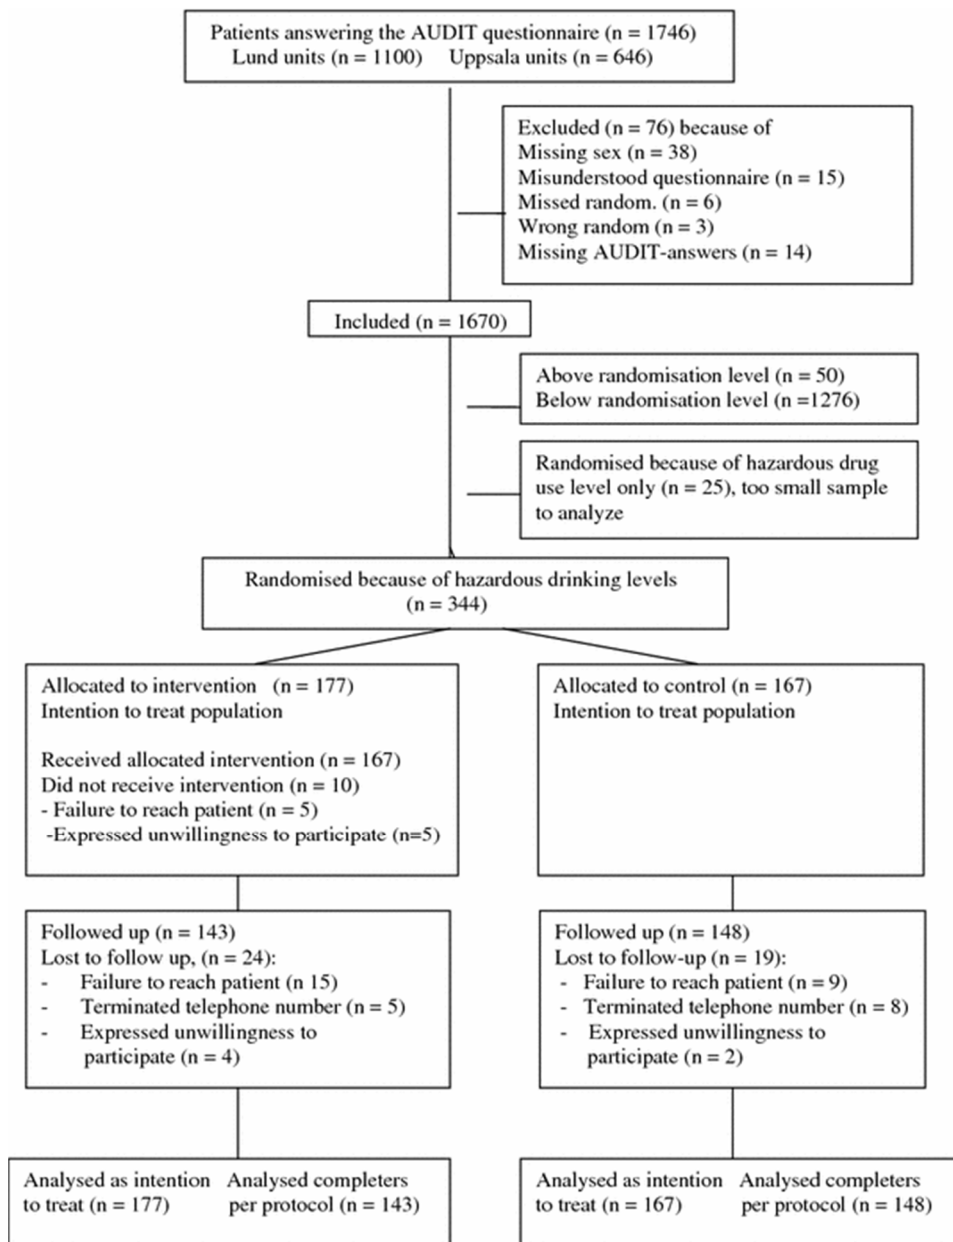 Patients answering the AUDIT questionnaire (n = 1746)
Lund units (n = 1100) Uppsala units (n = 646)
Excluded (n = 76) because of
Missing sex (n = 38)
Misunderstood questionnaire (n = 15)
Missed random. (n = 6)
Wrong random (n = 3)
Missing AUDIT-answers (n = 14)
Included (n = 1670)
Above randomisation level (n = 50)
Below randomisation level (n =1276)
Randomised because of hazardous drug
use level only (n = 25), too small sample
to analyze
Randomised because of hazardous drinking levels
(n = 344)
Allocated to intervention (n = 177)
Intention to treat population
Received allocated intervention (n = 167)
Did not receive intervention (n = 10)
- Failure to reach patient (n = 5)
-Expressed unwillingness to participate (n=5)
Allocated to control (n = 167)
Intention to treat population
Followed up (n = 143)
Lost to follow up, (n = 24):
- Failure to reach patient (n 15)
- Terminated telephone number (n = 5)
- Expressed unwillingness to
participate (n = 4)
Followed up (n = 148)
Lost to follow-up (n = 19):
- Failure to reach patient (n = 9)
- Terminated telephone number (n = 8)
- Expressed unwillingness to
participate (n = 2)
Analysed as intention
to treat (n = 177)
Analysed completers
per protocol (n = 143)
Analysed as intention
to treat (n = 167)
Analysed completers
per protocol (n = 148)